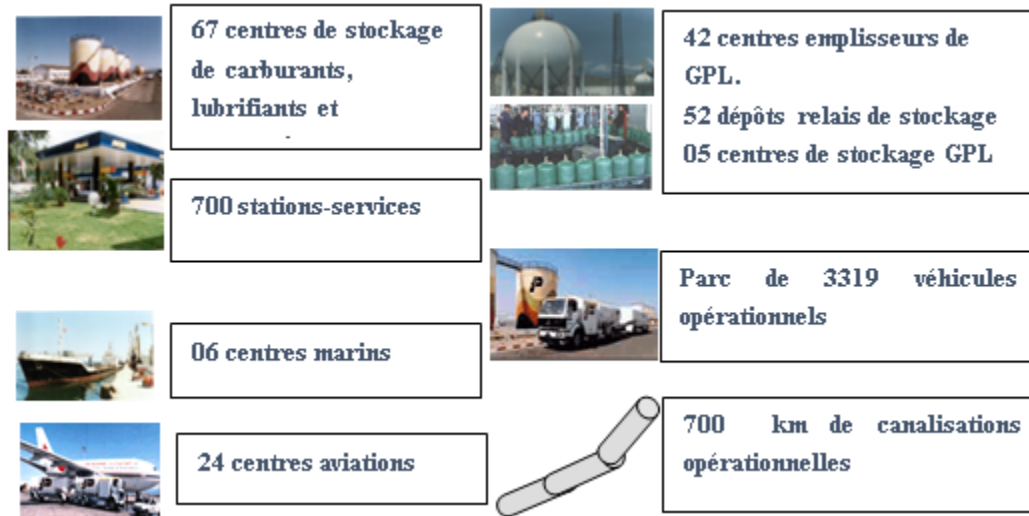 67 centres de stockage
de carburants,
lubrifiants et
700 stations-services
06 centres marins
24 centres aviations
42 centres emplisseurs de
GPL.
52 dépôts relais de stockage
05 centres de stockage GPL
Parc de 3319 véhicules
opérationnels
700 km de canalisations
opérationnelles